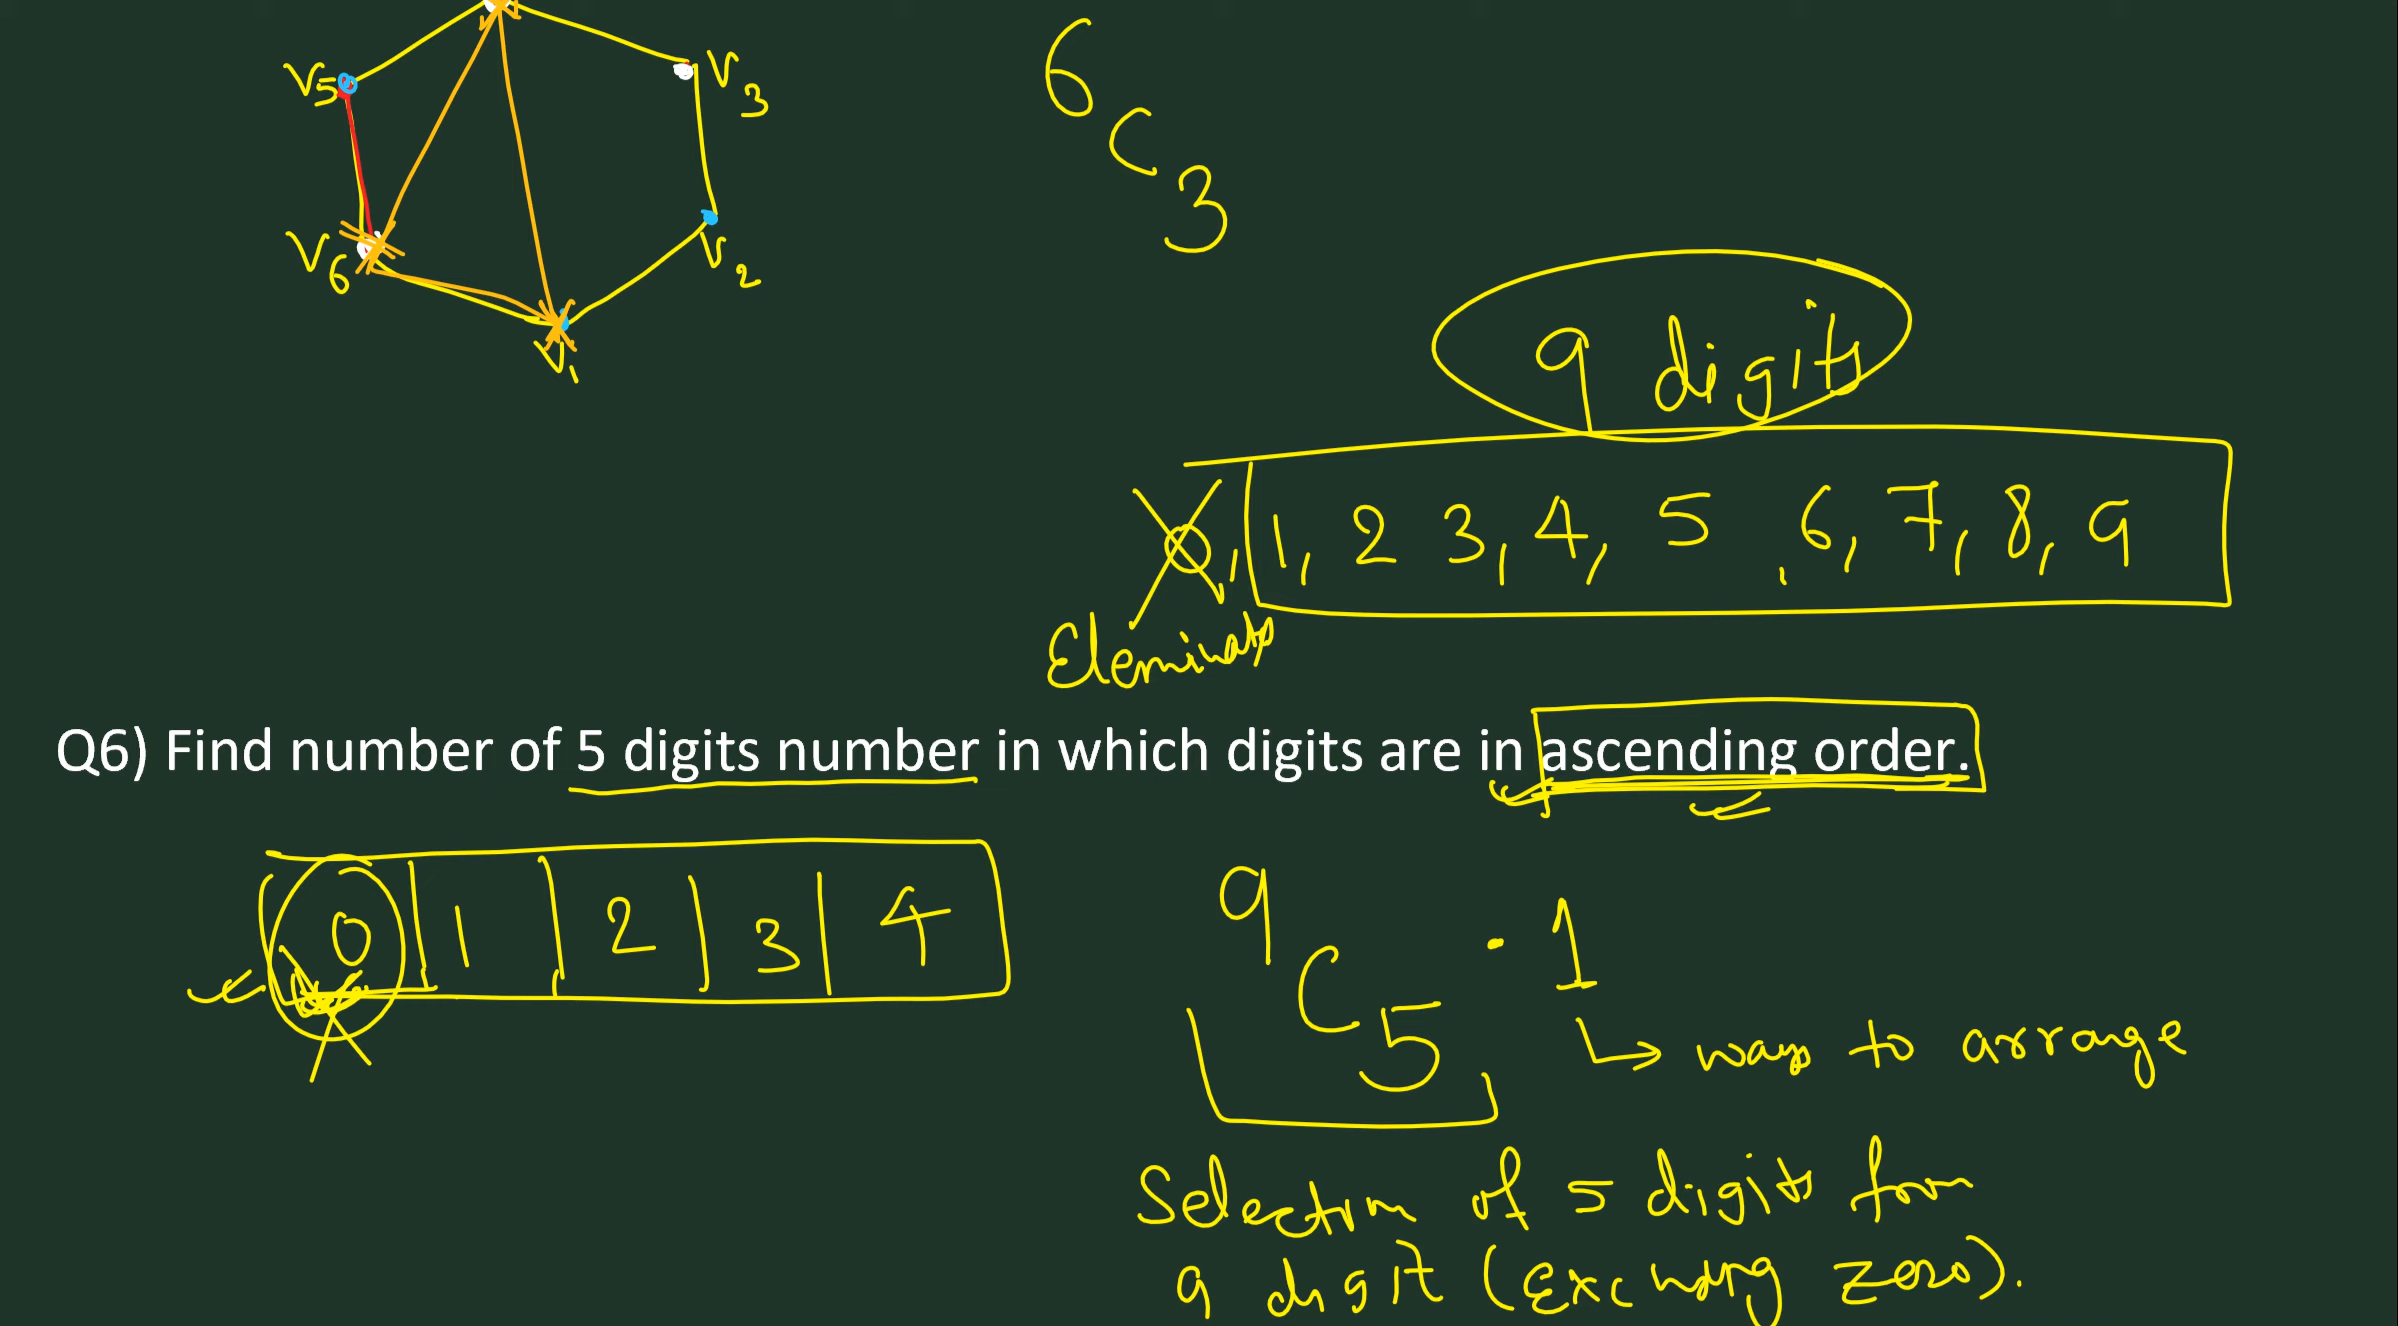 V5
V3
V6
V2
V1
6C3
9 digits
0, 1, 2 3, 4, 5, 6, 7, 8, 9
Eleminate
Q6) Find number of 5 digits number in which digits are in ascending order.
0 1 2 3 4
9C5 · 1
↳ ways to arrange
Selection of 5 digits from
9 digit (Excluding zero).